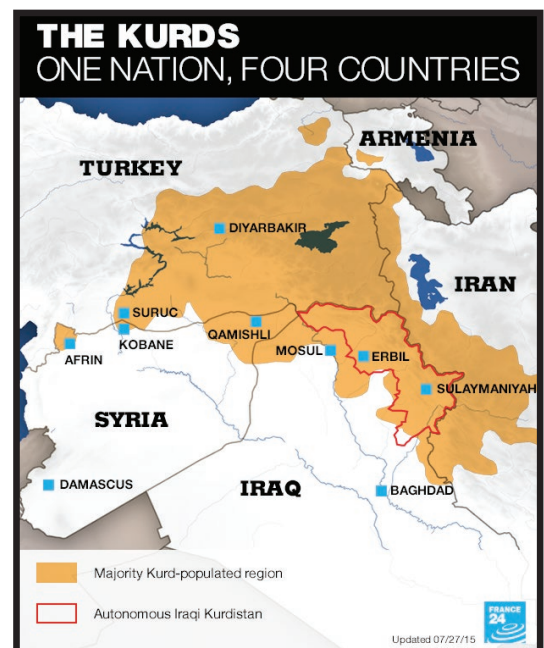 THE KURDS
ONE NATION, FOUR COUNTRIES
ARMENIA
TURKEY
DIYARBAKIR
IRAN
SURUC
QAMISHLI
KOBANE
MOSUL
ERBIL
AFRIN
SULAYMANIYAH
SYRIA
DAMASCUS
IRAQ
BAGHDAD
Majority Kurd-populated region
Autonomous Iraqi Kurdistan
FRANCE
24
Updated 07/27/15